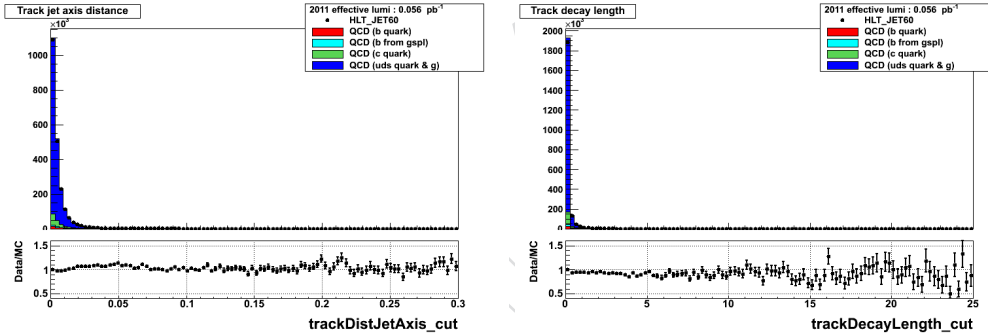 Track jet axis distance
2011 effective lumi : 0.056 pb⁻¹
HLT_JET60
QCD (b quark)
QCD (b from gspl)
QCD (c quark)
QCD (uds quark & g)
×10³
1000
800
600
400
200
0
Data/MC
1.5
1
0.5
0 0.05 0.1 0.15 0.2 0.25 0.3
trackDistJetAxis_cut
Track decay length
2011 effective lumi : 0.056 pb⁻¹
HLT_JET60
QCD (b quark)
QCD (b from gspl)
QCD (c quark)
QCD (uds quark & g)
×10³
2000
1800
1600
1400
1200
1000
800
600
400
200
0
Data/MC
1.5
1
0.5
0 5 10 15 20 25
trackDecayLength_cut